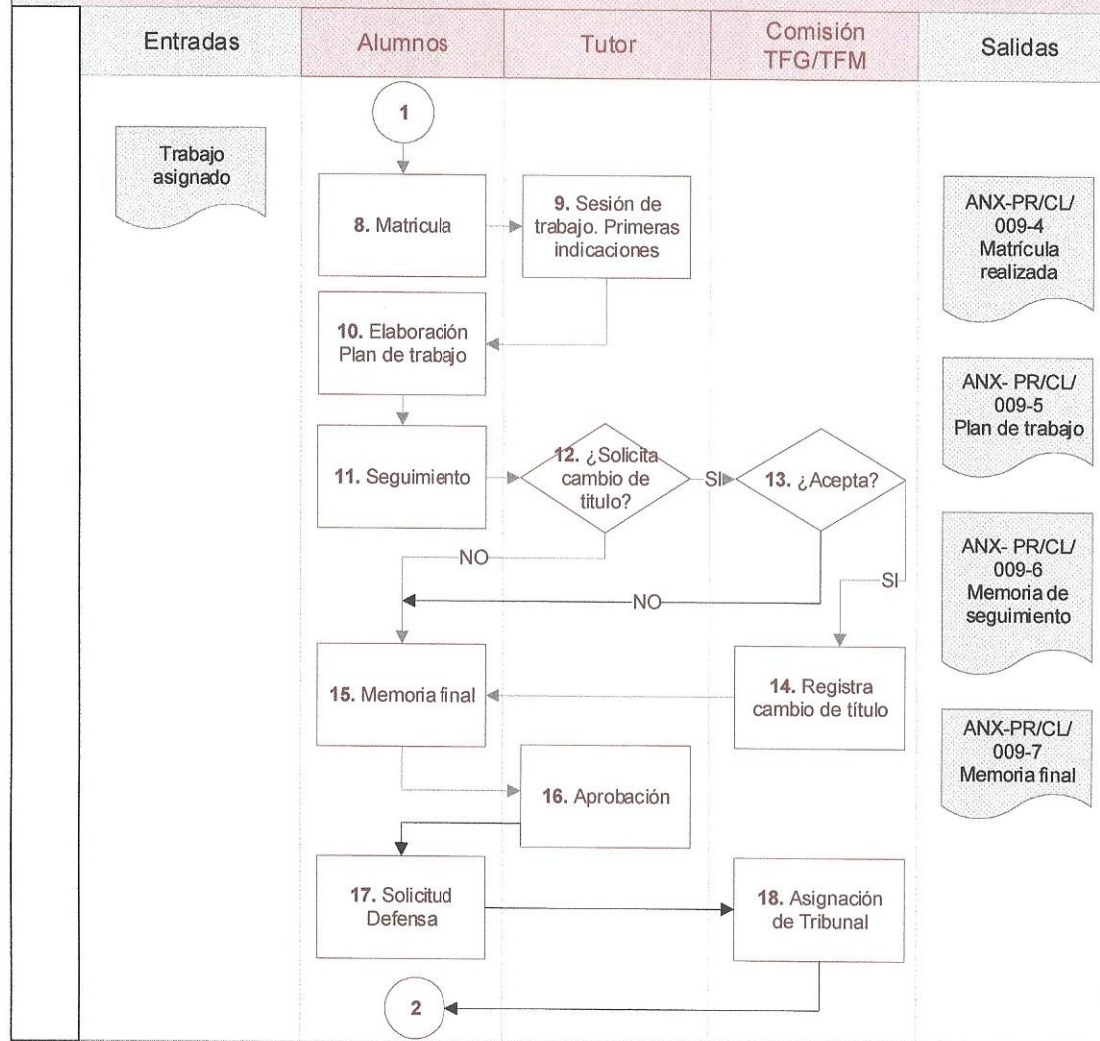 Entradas
Alumnos
Tutor
Comisión
TFG/TFM
Salidas
1
Trabajo
asignado
8. Matricula
9. Sesión de
trabajo. Primeras
indicaciones
ANX-PR/CL/
009-4
Matrícula
realizada
10. Elaboración
Plan de trabajo
ANX- PR/CL/
009-5
Plan de trabajo
11. Seguimiento
12. ¿Solicita
cambio de
titulo?
SI
13. ¿Acepta?
ANX- PR/CL/
009-6
Memoria de
seguimiento
NO
SI
NO
15. Memoria final
14. Registra
cambio de título
ANX-PR/CL/
009-7
Memoria final
16. Aprobación
17. Solicitud
Defensa
18. Asignación
de Tribunal
2